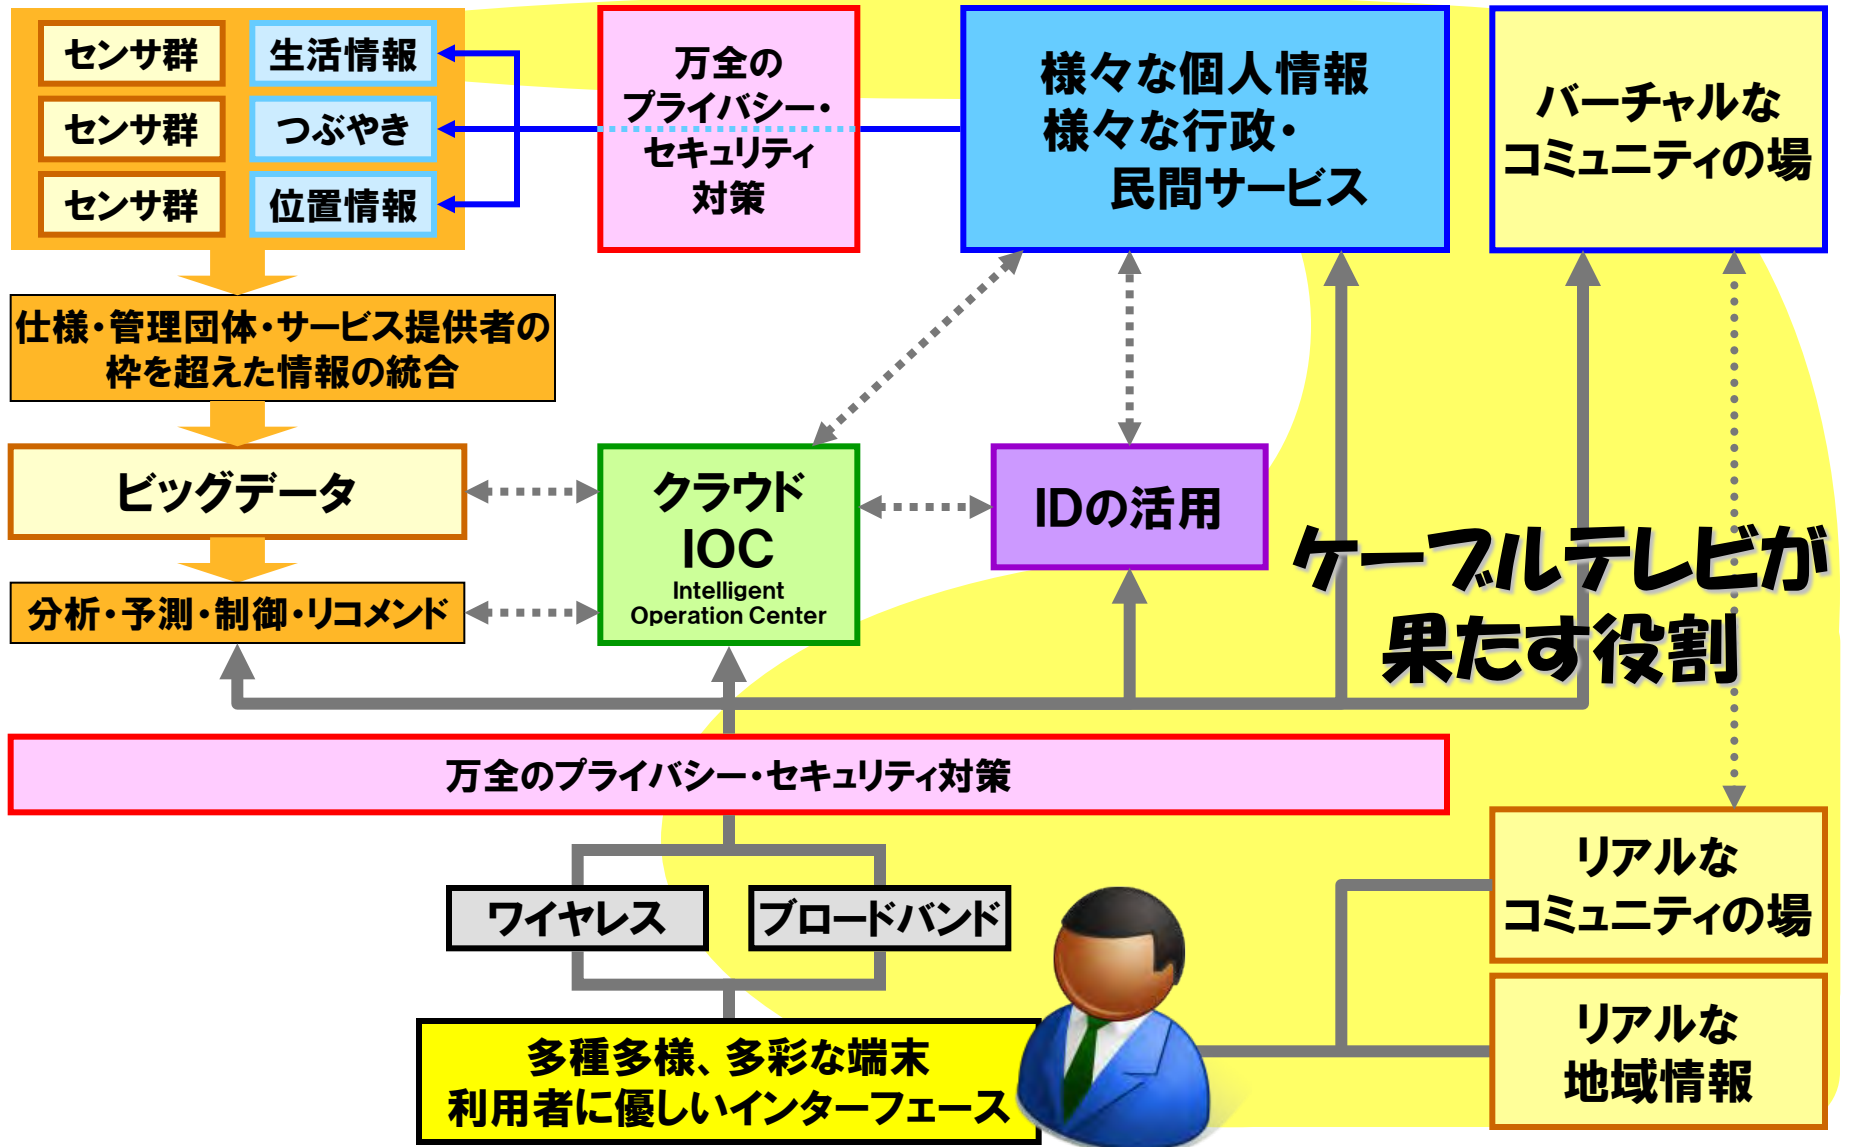 センサ群
生活情報
センサ群
つぶやき
センサ群
位置情報
万全の
プライバシー・
セキュリティ
対策
様々な個人情報
様々な行政・
民間サービス
バーチャルな
コミュニティの場
仕様・管理団体・サービス提供者の
枠を超えた情報の統合
ビッグデータ
クラウド
IOC
Intelligent
Operation Center
IDの活用
分析・予測・制御・リコメンド
ケーブルテレビが
果たす役割
万全のプライバシー・セキュリティ対策
ワイヤレス
ブロードバンド
リアルな
コミュニティの場
リアルな
地域情報
多種多様、多彩な端末
利用者に優しいインターフェース